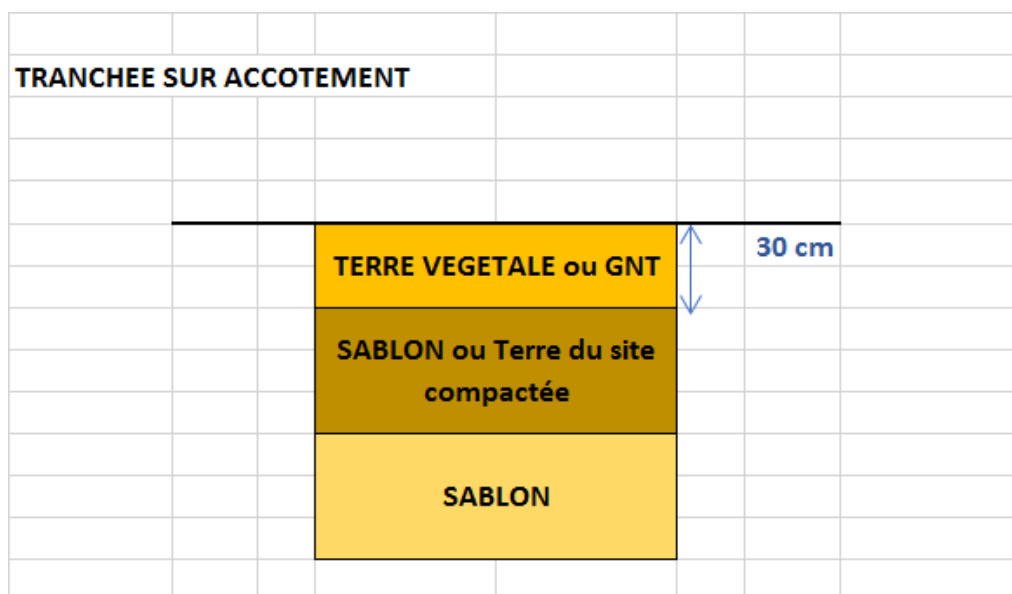 TRANCHEE SUR ACCOTEMENT
30 cm
TERRE VEGETALE ou GNT
SABLON ou Terre du site
compactée
SABLON